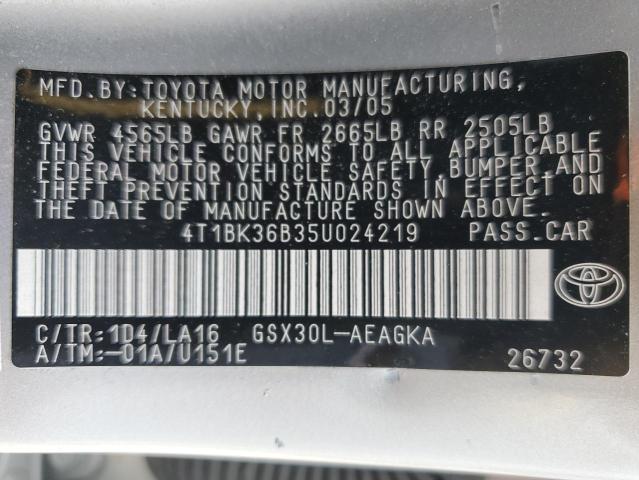 MFD.BY:TOYOTA MOTOR MANUFACTURING,
KENTUCKY,INC.03/05
GVWR 4565LB GAWR FR 2665LB RR 2505LB
THIS VEHICLE CONFORMS TO ALL APPLICABLE
FEDERAL MOTOR VEHICLE SAFETY,BUMPER,AND
THEFT PREVENTION STANDARDS IN EFFECT ON
THE DATE OF MANUFACTURE SHOWN ABOVE.
4T1BK36B35U024219 PASS.CAR
C/TR:1D4/LA16 GSX30L-AEAGKA
A/TM:-01A/U151E
26732